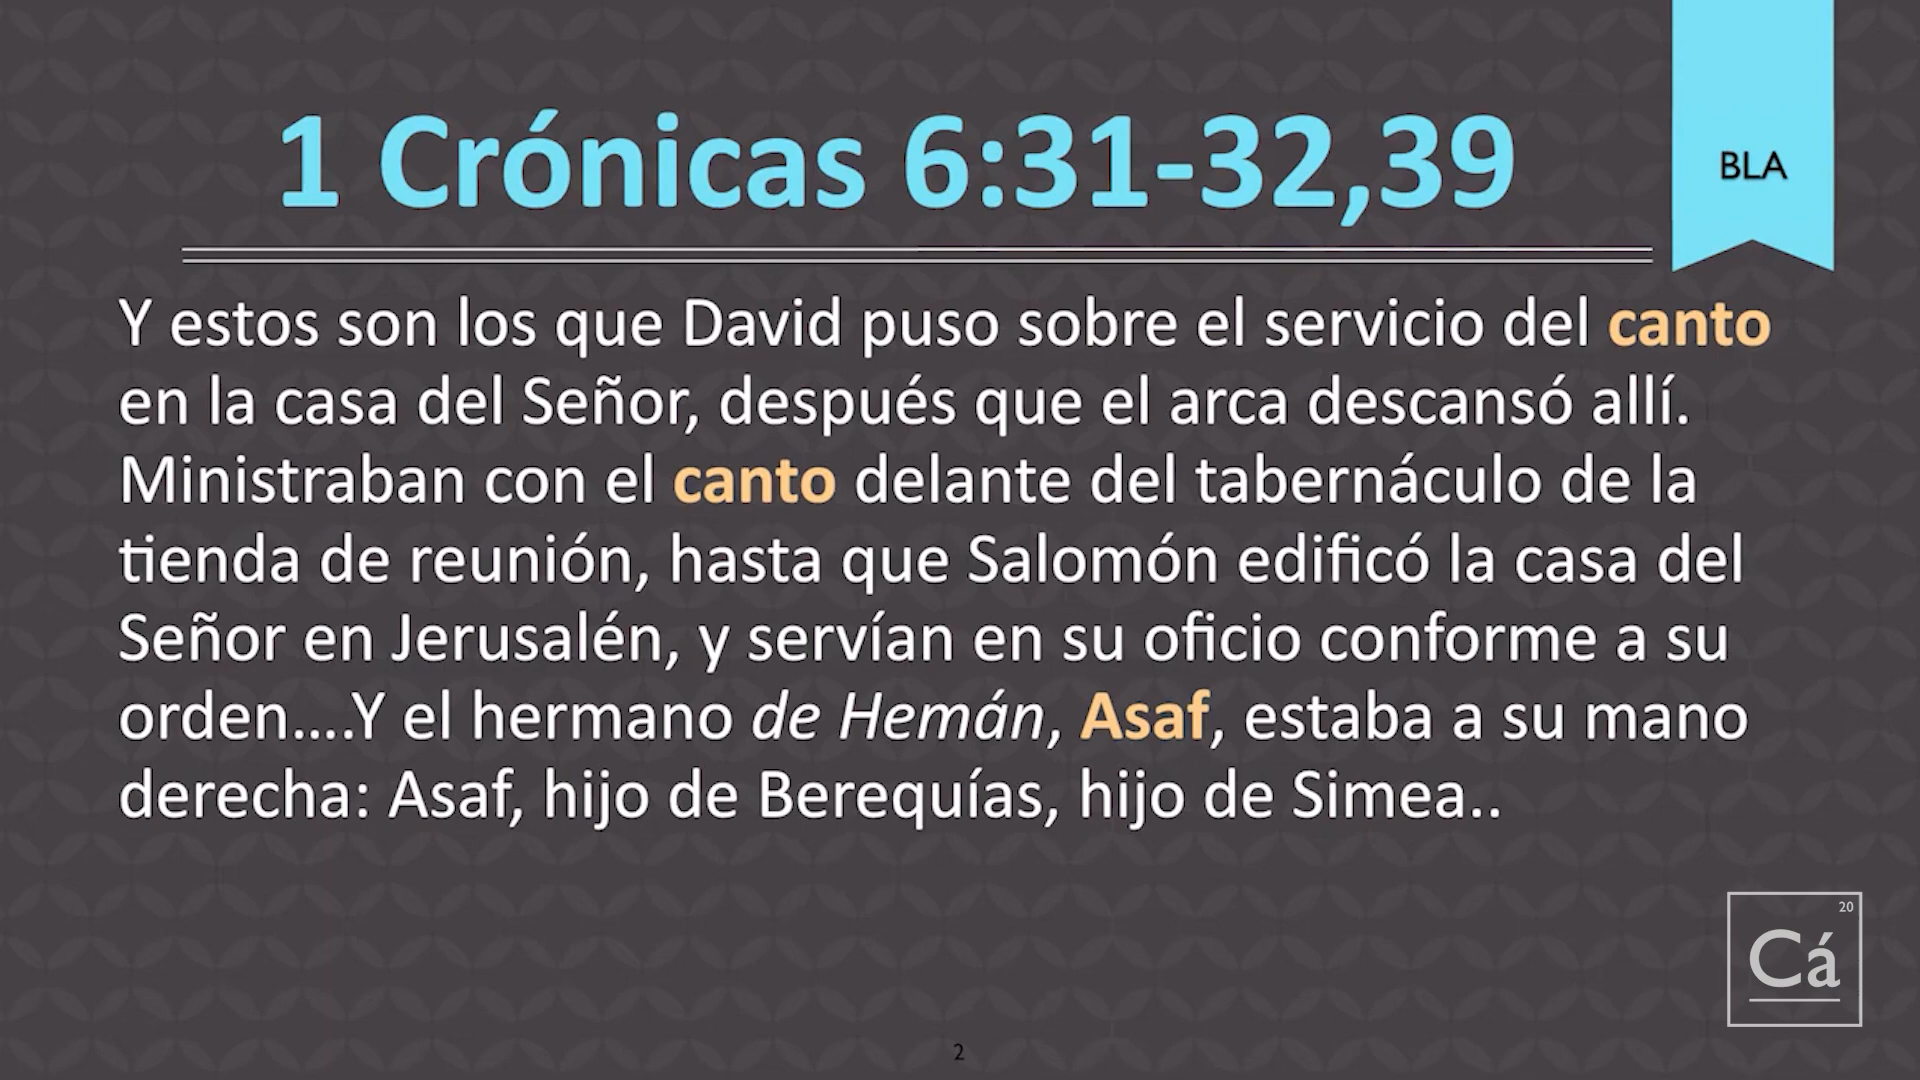 1 Crónicas 6:31-32,39
BLA
Y estos son los que David puso sobre el servicio del canto
en la casa del Señor, después que el arca descansó allí.
Ministraban con el canto delante del tabernáculo de la
tienda de reunión, hasta que Salomón edificó la casa del
Señor en Jerusalén, y servían en su oficio conforme a su
orden....Y el hermano de Hemán, Asaf, estaba a su mano
derecha: Asaf, hijo de Berequías, hijo de Simea..
20
Cá
2